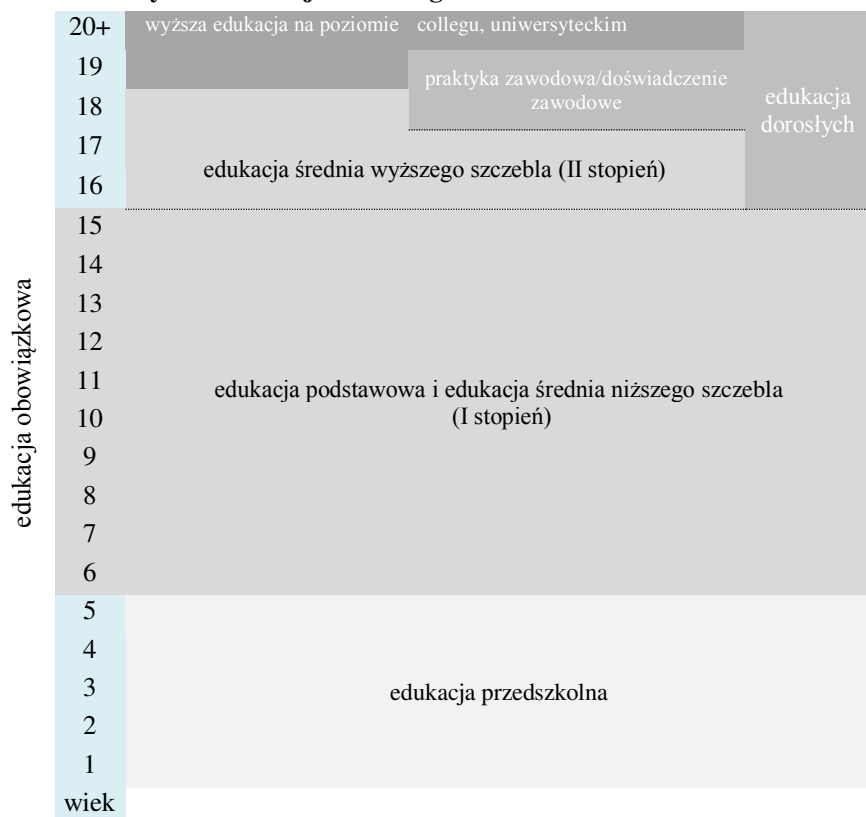 20+ wyższa edukacja na poziomie collegu, uniwersyteckim
19
praktyka zawodowa/doświadczenie
zawodowe
18
edukacja
dorosłych
17
edukacja średnia wyższego szczebla (II stopień)
16
15
14
13
12
11
edukacja podstawowa i edukacja średnia niższego szczebla
(I stopień)
10
9
8
7
6
edukacja obowiązkowa
5
4
3
edukacja przedszkolna
2
1
wiek